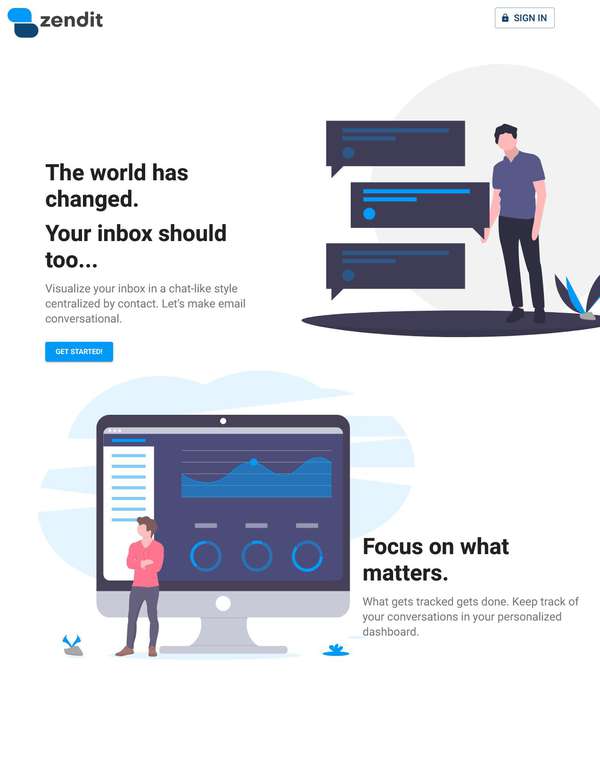 zendit
SIGN IN
The world has
changed.
Your inbox should
too...
Visualize your inbox in a chat-like style
centralized by contact. Let's make email
conversational.
GET STARTED!
Focus on what
matters.
What gets tracked gets done. Keep track of
your conversations in your personalized
dashboard.